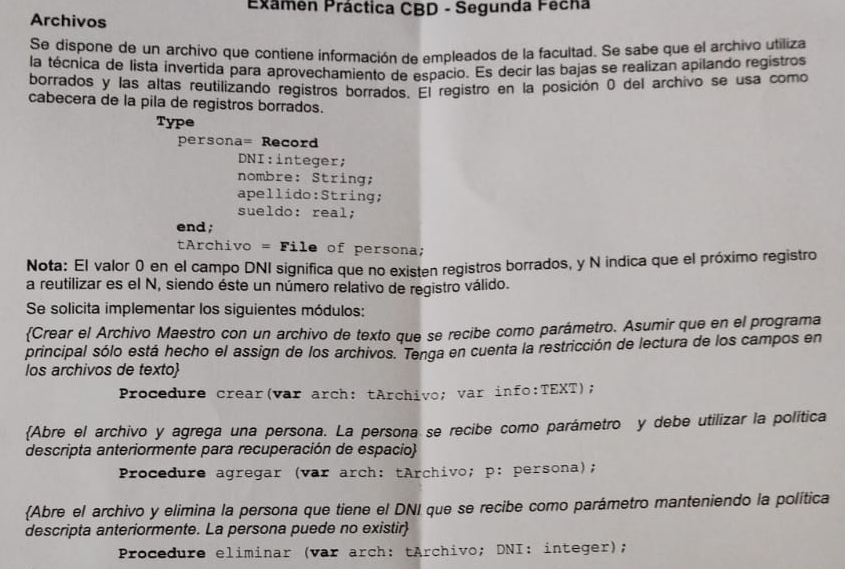 Examen Práctica CBD - Segunda Fecha
Archivos
Se dispone de un archivo que contiene información de empleados de la facultad. Se sabe que el archivo utiliza
la técnica de lista invertida para aprovechamiento de espacio. Es decir las bajas se realizan apilando registros
borrados y las altas reutilizando registros borrados. El registro en la posición 0 del archivo se usa como
cabecera de la pila de registros borrados.
Type
persona= Record
DNI:integer;
nombre: String;
apellido:String;
sueldo: real;
end;
tArchivo = File of persona;
Nota: El valor 0 en el campo DNI significa que no existen registros borrados, y N indica que el próximo registro
a reutilizar es el N, siendo éste un número relativo de registro válido.
Se solicita implementar los siguientes módulos:
{Crear el Archivo Maestro con un archivo de texto que se recibe como parámetro. Asumir que en el programa
principal sólo está hecho el assign de los archivos. Tenga en cuenta la restricción de lectura de los campos en
los archivos de texto}
Procedure crear(var arch: tArchivo; var info:TEXT);
{Abre el archivo y agrega una persona. La persona se recibe como parámetro y debe utilizar la política
descripta anteriormente para recuperación de espacio}
Procedure agregar (var arch: tArchivo; p: persona);
{Abre el archivo y elimina la persona que tiene el DNI que se recibe como parámetro manteniendo la política
descripta anteriormente. La persona puede no existir}
Procedure eliminar (var arch: tArchivo; DNI: integer);